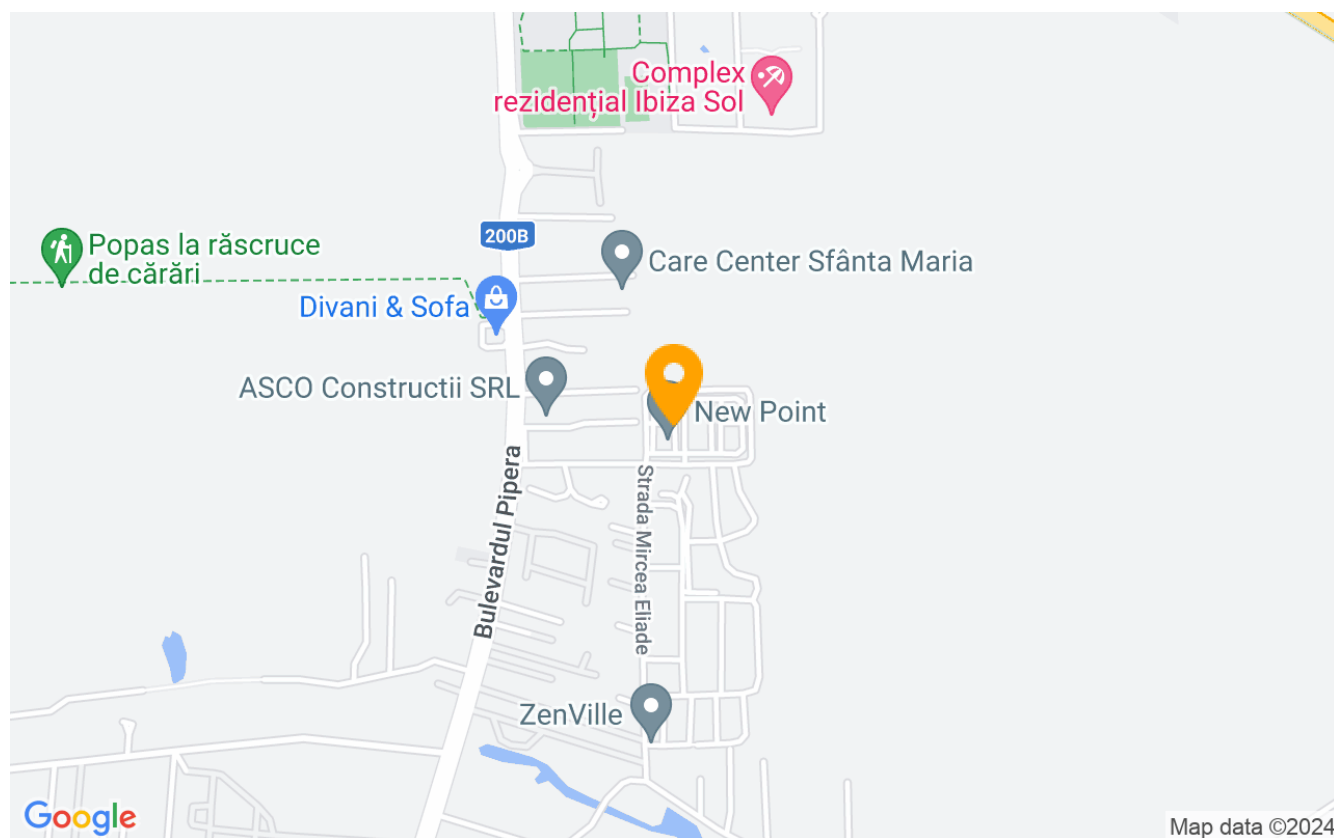 Complex
rezidențial Ibiza Sol
200B
Popas la răscruce
de cărări
Care Center Sfânta Maria
Divani & Sofa
ASCO Constructii SRL
New Point
Bulevardul Pipera
Strada Mircea Eliade
ZenVille
Google
Map data ©2024